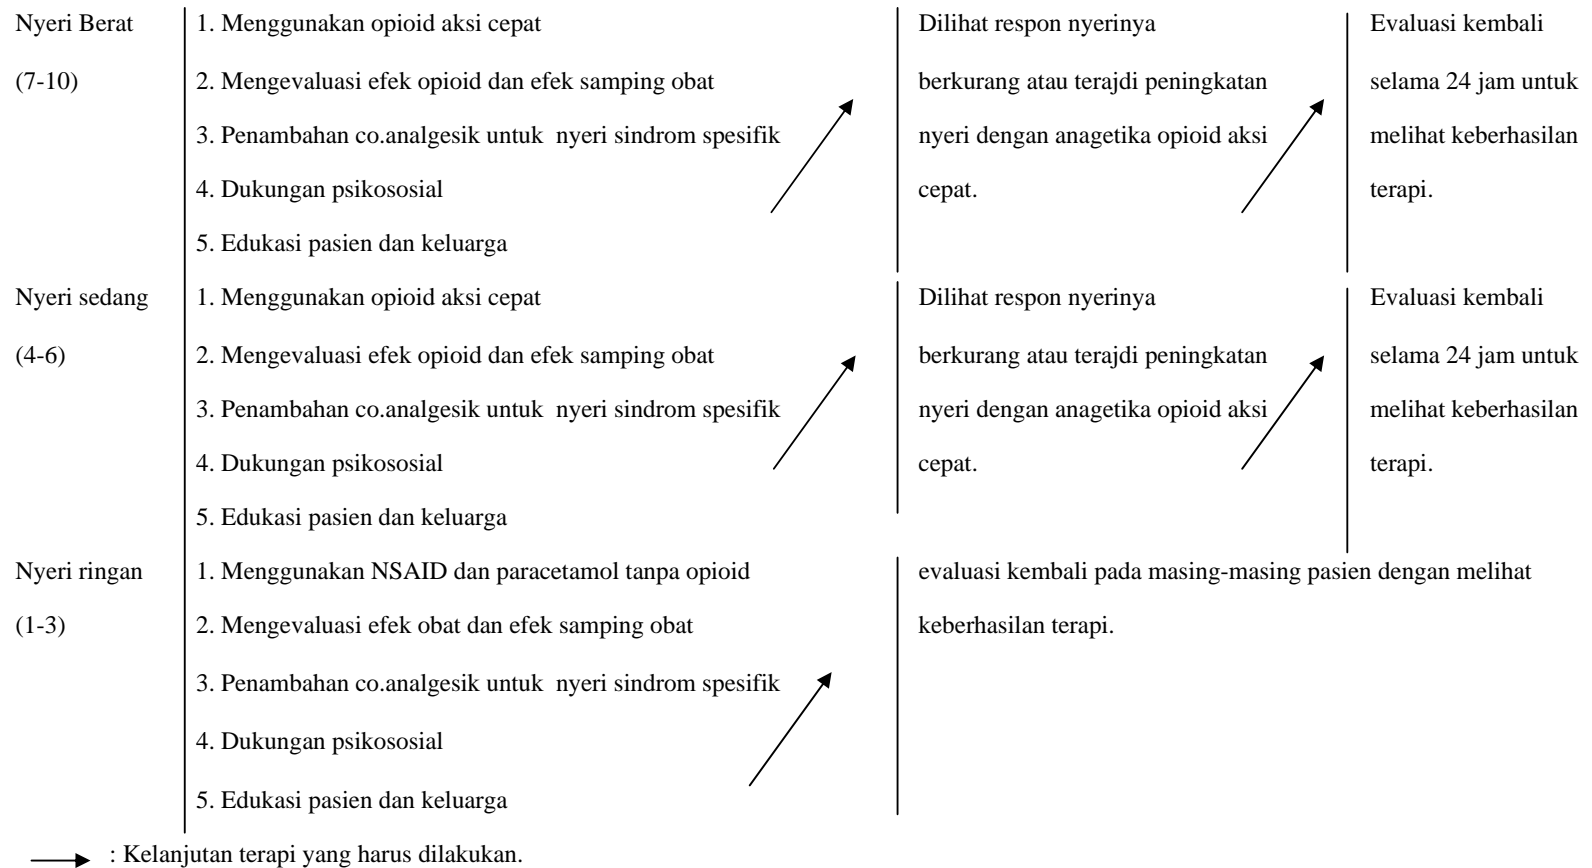 Nyeri Berat
(7-10)
1. Menggunakan opioid aksi cepat
2. Mengevaluasi efek opioid dan efek samping obat
3. Penambahan co.analgesik untuk  nyeri sindrom spesifik
4. Dukungan psikososial
5. Edukasi pasien dan keluarga
Dilihat respon nyerinya
berkurang atau terajdi peningkatan
nyeri dengan anagetika opioid aksi
cepat.
Evaluasi kembali
selama 24 jam untuk
melihat keberhasilan
terapi.
Nyeri sedang
(4-6)
1. Menggunakan opioid aksi cepat
2. Mengevaluasi efek opioid dan efek samping obat
3. Penambahan co.analgesik untuk  nyeri sindrom spesifik
4. Dukungan psikososial
5. Edukasi pasien dan keluarga
Dilihat respon nyerinya
berkurang atau terajdi peningkatan
nyeri dengan anagetika opioid aksi
cepat.
Evaluasi kembali
selama 24 jam untuk
melihat keberhasilan
terapi.
Nyeri ringan
(1-3)
1. Menggunakan NSAID dan paracetamol tanpa opioid
2. Mengevaluasi efek obat dan efek samping obat
3. Penambahan co.analgesik untuk  nyeri sindrom spesifik
4. Dukungan psikososial
5. Edukasi pasien dan keluarga
evaluasi kembali pada masing-masing pasien dengan melihat
keberhasilan terapi.
: Kelanjutan terapi yang harus dilakukan.